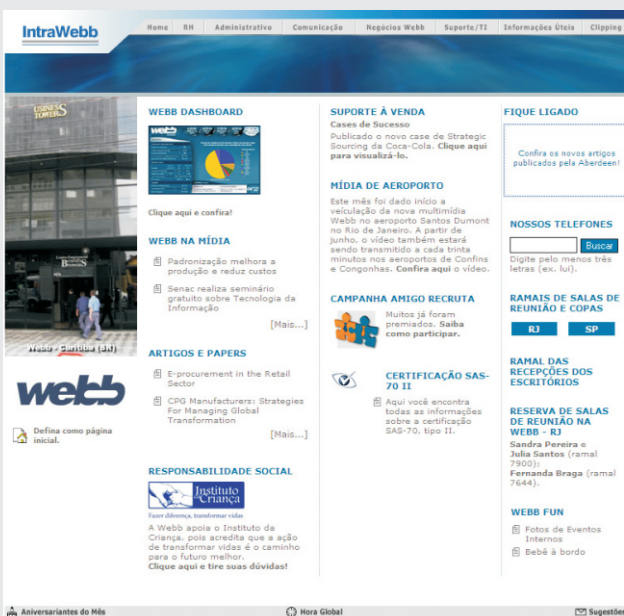 IntraWebb
Home RH Administrativo Comunicação Negócios Webb Suporte/TI Informações Úteis Clipping
BUSINESS
TOWERS
Webb - Curitiba
webb
Defina como página
inicial.
WEBB DASHBOARD
webb
Clique aqui e confira!
WEBB NA MÍDIA
Padronização melhora a
produção e reduz custos
Senac realiza seminário
gratuito sobre Tecnologia da
Informação
[Mais...]
ARTIGOS E PAPERS
E-procurement in the Retail
Sector
CPG Manufacturers: Strategies
For Managing Global
Transformation
[Mais...]
RESPONSABILIDADE SOCIAL
Instituto
da Criança
Fazer diferença, transformar vidas
A Webb apoia o Instituto da
Criança, pois acredita que a ação
de transformar vidas é o caminho
para o futuro melhor.
Clique aqui e tire suas dúvidas!
SUPORTE À VENDA
Cases de Sucesso
Publicado o novo case de Strategic
Sourcing da Coca-Cola. Clique aqui
para visualizá-lo.
MÍDIA DE AEROPORTO
Este mês foi dado início a
veiculação da nova multimídia
Webb no aeroporto Santos Dumont
no Rio de Janeiro. A partir de
junho, o vídeo também estará
sendo transmitido a cada trinta
minutos nos aeroportos de Confins
e Congonhas. Confira aqui o vídeo.
CAMPANHA AMIGO RECRUTA
Muitos já foram
premiados. Saiba
como participar.
CERTIFICAÇÃO SAS-
70 II
Aqui você encontra
todas as informações
sobre a certificação
SAS-70, tipo II.
FIQUE LIGADO
Confira os novos artigos
publicados pela Aberdeen!
NOSSOS TELEFONES
Buscar
Digite pelo menos três
letras (ex. lui).
RAMAIS DE SALAS DE
REUNIÃO E COPAS
RJ SP
RAMAL DAS
RECEPÇÕES DOS
ESCRITÓRIOS
RESERVA DE SALAS
DE REUNIÃO NA
WEBB - RJ
Sandra Pereira e
Julia Santos (ramal
7900);
Fernanda Braga (ramal
7644).
WEBB FUN
Fotos de Eventos
Internos
Bebê à bordo
Aniversariantes do Mês Hora Global Sugestões